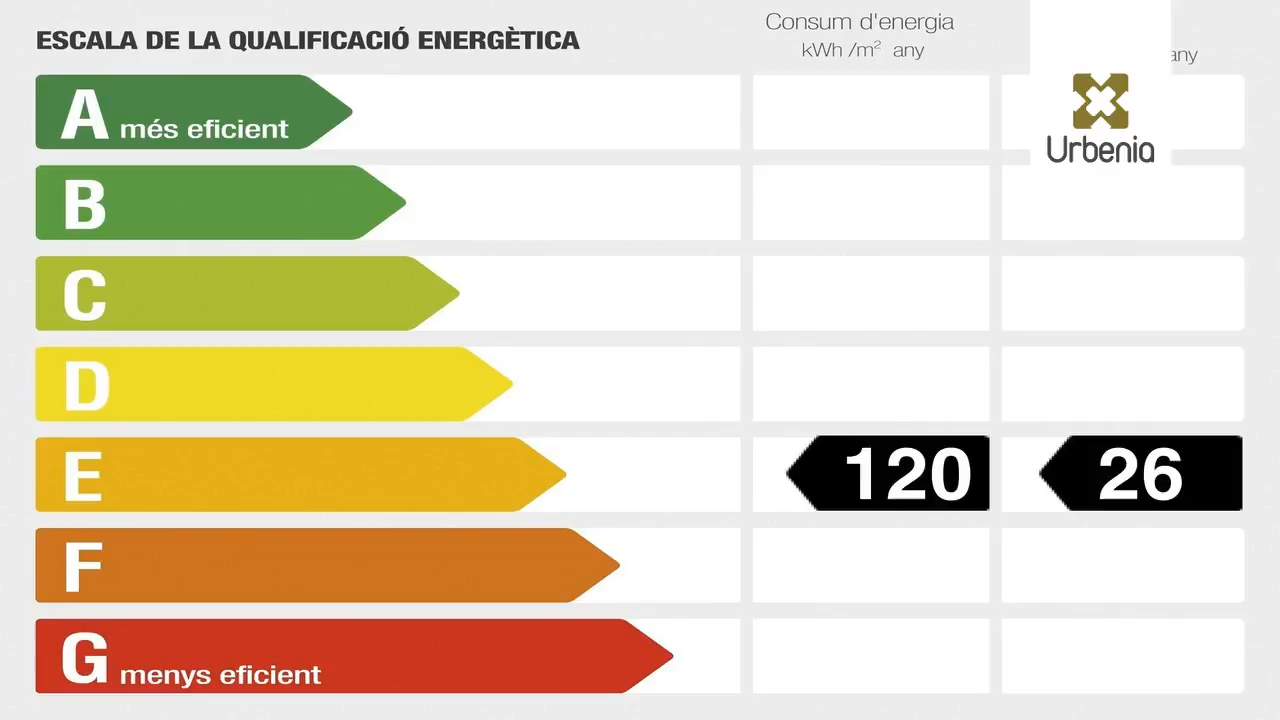 ESCALA DE LA QUALIFICACIÓ ENERGÈTICA
Consum d'energia
kWh /m² any
any
Urbenia
A més eficient
B
C
D
E 120 26
F
G menys eficient